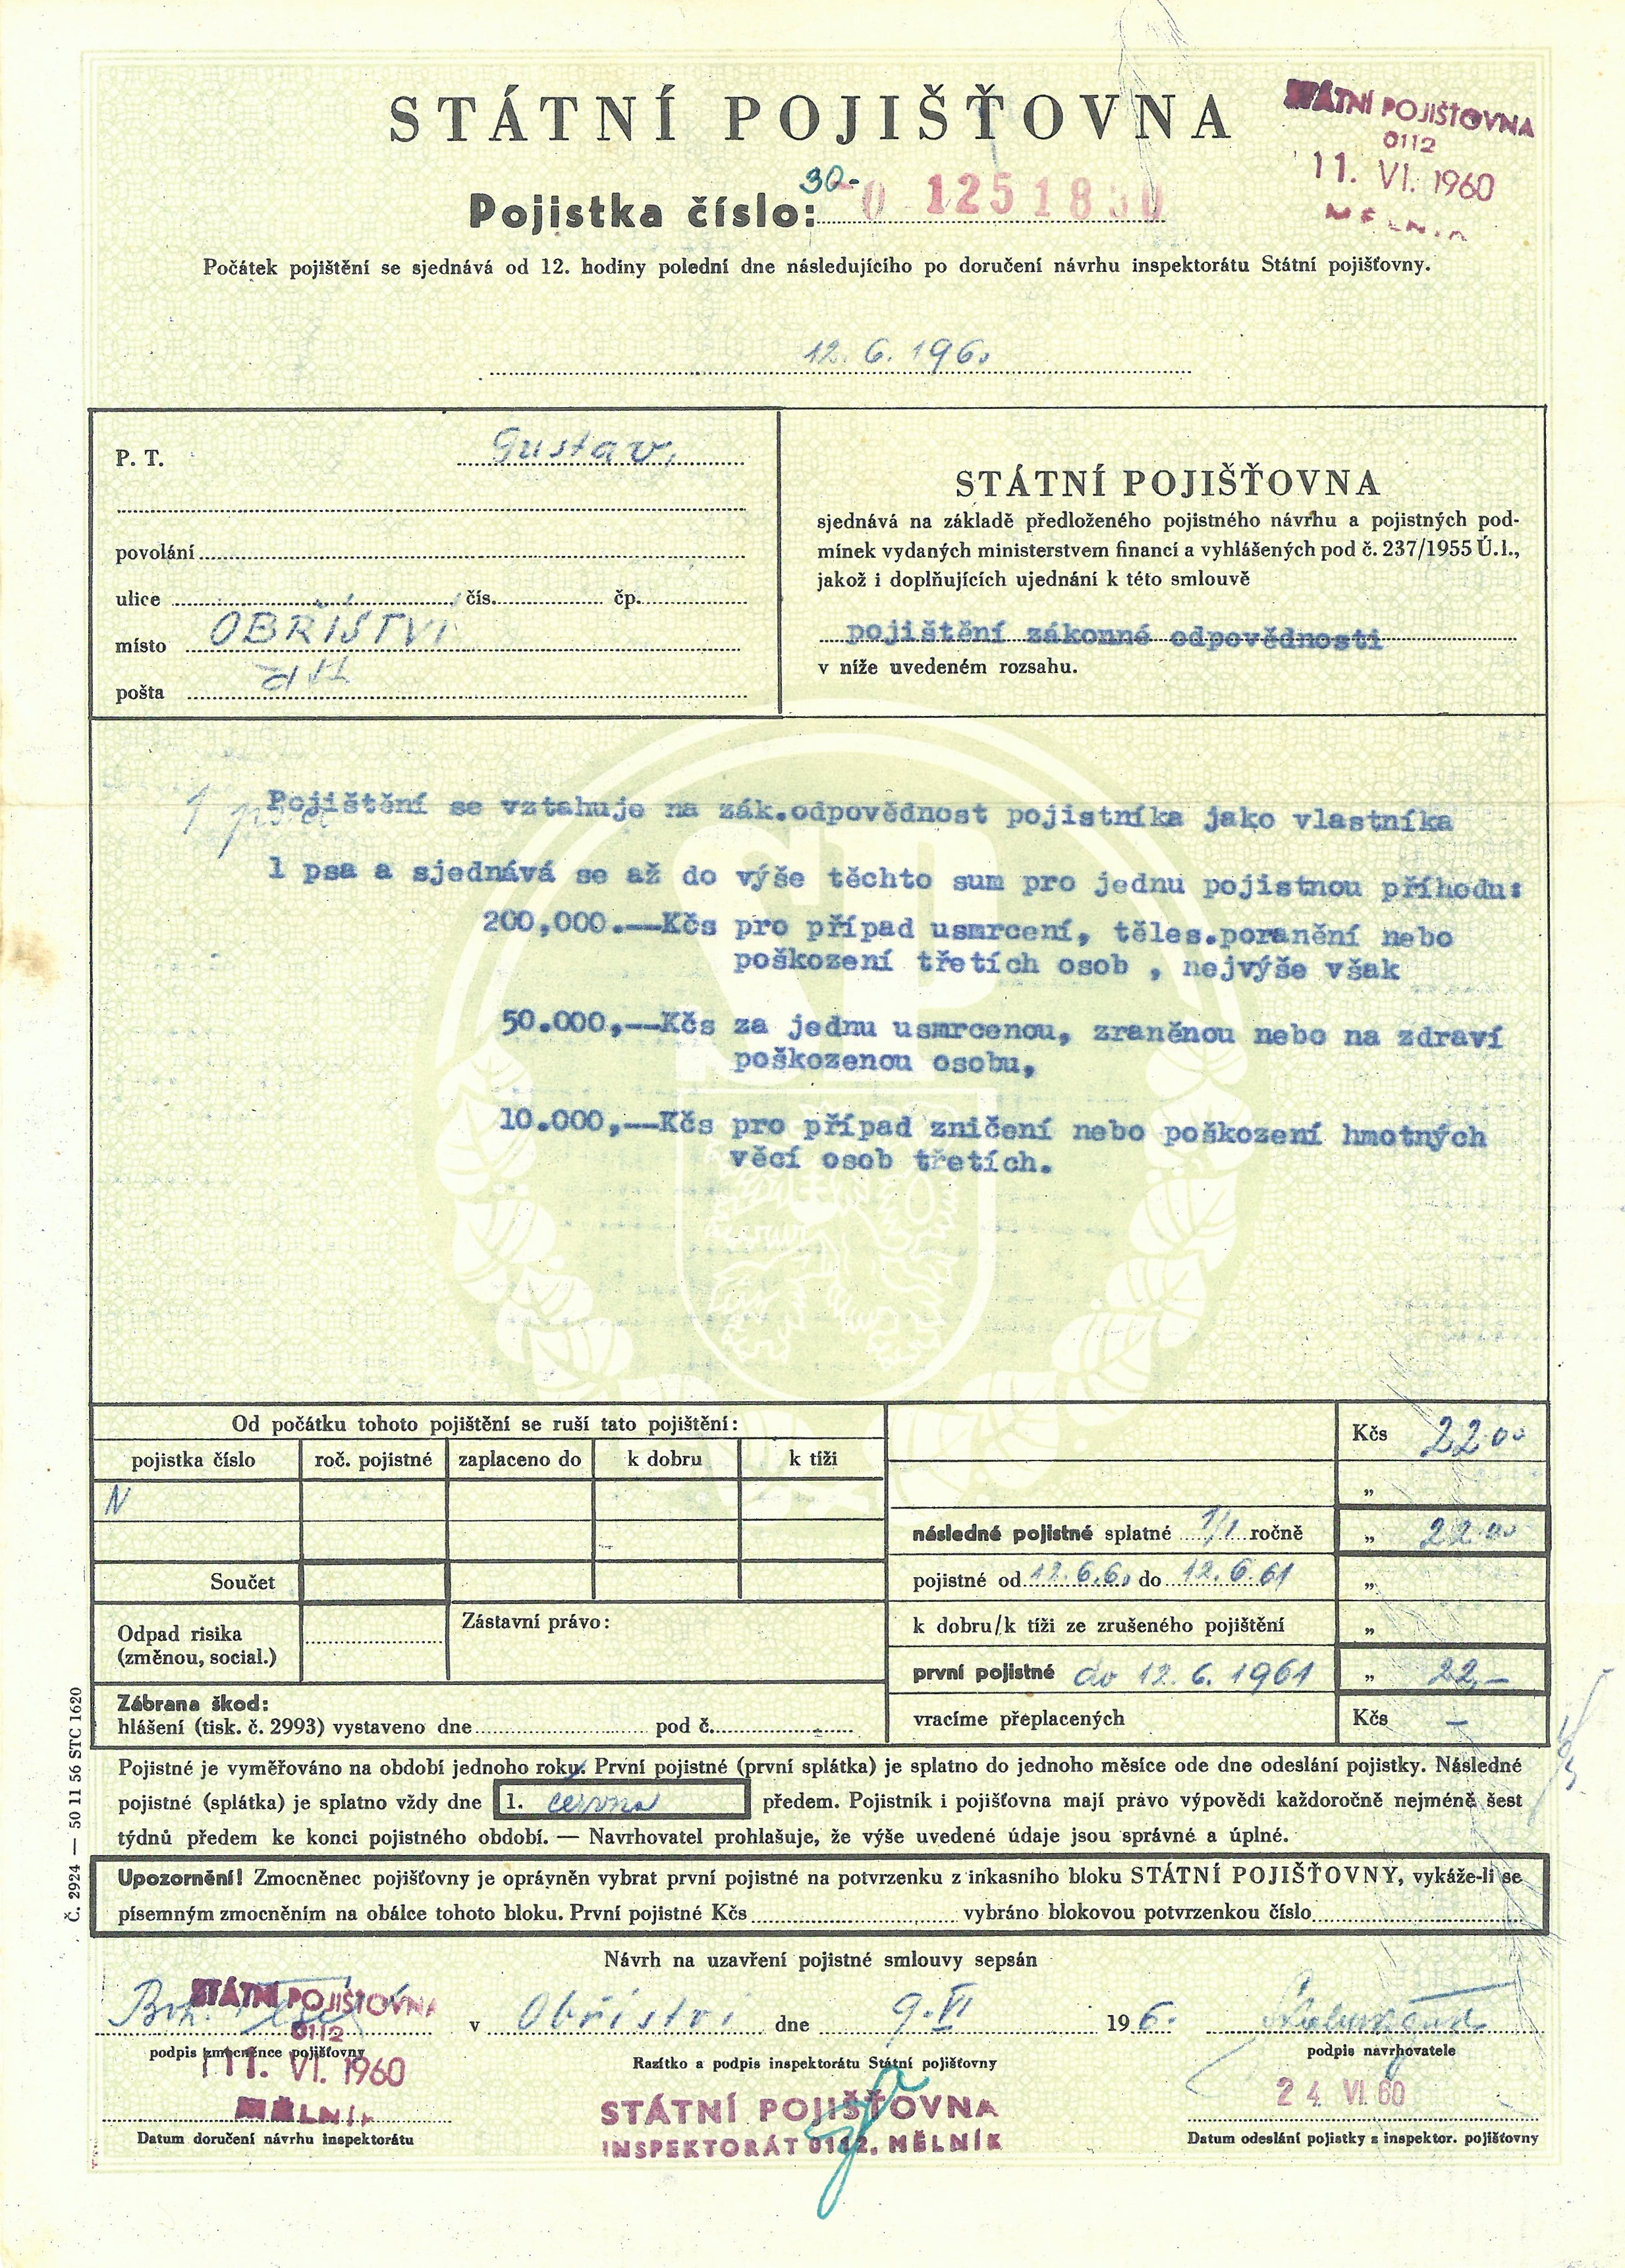 STÁTNÍ POJIŠŤOVNA
STÁTNÍ POJIŠŤOVNA
0112
11. VI. 1960
30-
Pojistka číslo: 0 1251830
Počátek pojištění se sjednává od 12. hodiny polední dne následujícího po doručení návrhu inspektorátu Státní pojišťovny.
12. 6. 1960
P. T. Gustav,
povolání
ulice čís. čp.
místo OBŘÍSTVÍ
pošta
STÁTNÍ POJIŠŤOVNA
sjednává na základě předloženého pojistného návrhu a pojistných pod-
mínek vydaných ministerstvem financí a vyhlášených pod č. 237/1955 Ú.l.,
jakož i doplňujících ujednání k této smlouvě
pojištění zákonné odpovědnosti
v níže uvedeném rozsahu.
SP
Pojištění se vztahuje na zák.odpovědnost pojistníka jako vlastníka
1 psa a sjednává se až do výše těchto sum pro jednu pojistnou příhodu:
200,000.—Kčs pro případ usmrcení, těles.poranění nebo
poškození třetích osob , nejvýše však
50.000,—Kčs za jednu usmrcenou, zraněnou nebo na zdraví
poškozenou osobu,
10.000,—Kčs pro případ zničení nebo poškození hmotných
věcí osob třetích.
Od počátku tohoto pojištění se ruší tato pojištění:
pojistka číslo roč. pojistné zaplaceno do k dobru k tíži
N
Součet
Odpad risika
(změnou, social.)
Zástavní právo:
Zábrana škod:
hlášení (tisk. č. 2993) vystaveno dne pod č.
Kčs 22.00
„
následné pojistné splatné 1/1 ročně „ 22.00
pojistné od 12.6.60 do 12.6.61 „
k dobru/k tíži ze zrušeného pojištění „
první pojistné do 12.6.1961 „ 22,—
vracíme přeplacených Kčs —
Č. 2924 — 50 11 56 STC 1620
Pojistné je vyměřováno na období jednoho roku. První pojistné (první splátka) je splatno do jednoho měsíce ode dne odeslání pojistky. Následné
pojistné (splátka) je splatno vždy dne 1. června předem. Pojistník i pojišťovna mají právo výpovědi každoročně nejméně šest
týdnů předem ke konci pojistného období. — Navrhovatel prohlašuje, že výše uvedené údaje jsou správné a úplné.
Upozornění! Zmocněnec pojišťovny je oprávněn vybrat první pojistné na potvrzenku z inkasního bloku STÁTNÍ POJIŠŤOVNY, vykáže-li se
písemným zmocněním na obálce tohoto bloku. První pojistné Kčs vybráno blokovou potvrzenkou číslo
Návrh na uzavření pojistné smlouvy sepsán
v Obříství dne 9. VI 1960
STÁTNÍ POJIŠŤOVNA
0112
11. VI. 1960
MĚLNÍK
podpis zmocněnce pojišťovny
Datum doručení návrhu inspektorátu
Razítko a podpis inspektorátu Státní pojišťovny
STÁTNÍ POJIŠŤOVNA
INSPEKTORÁT 0112. MĚLNÍK
podpis navrhovatele
24. VI. 60
Datum odeslání pojistky z inspektor. pojišťovny